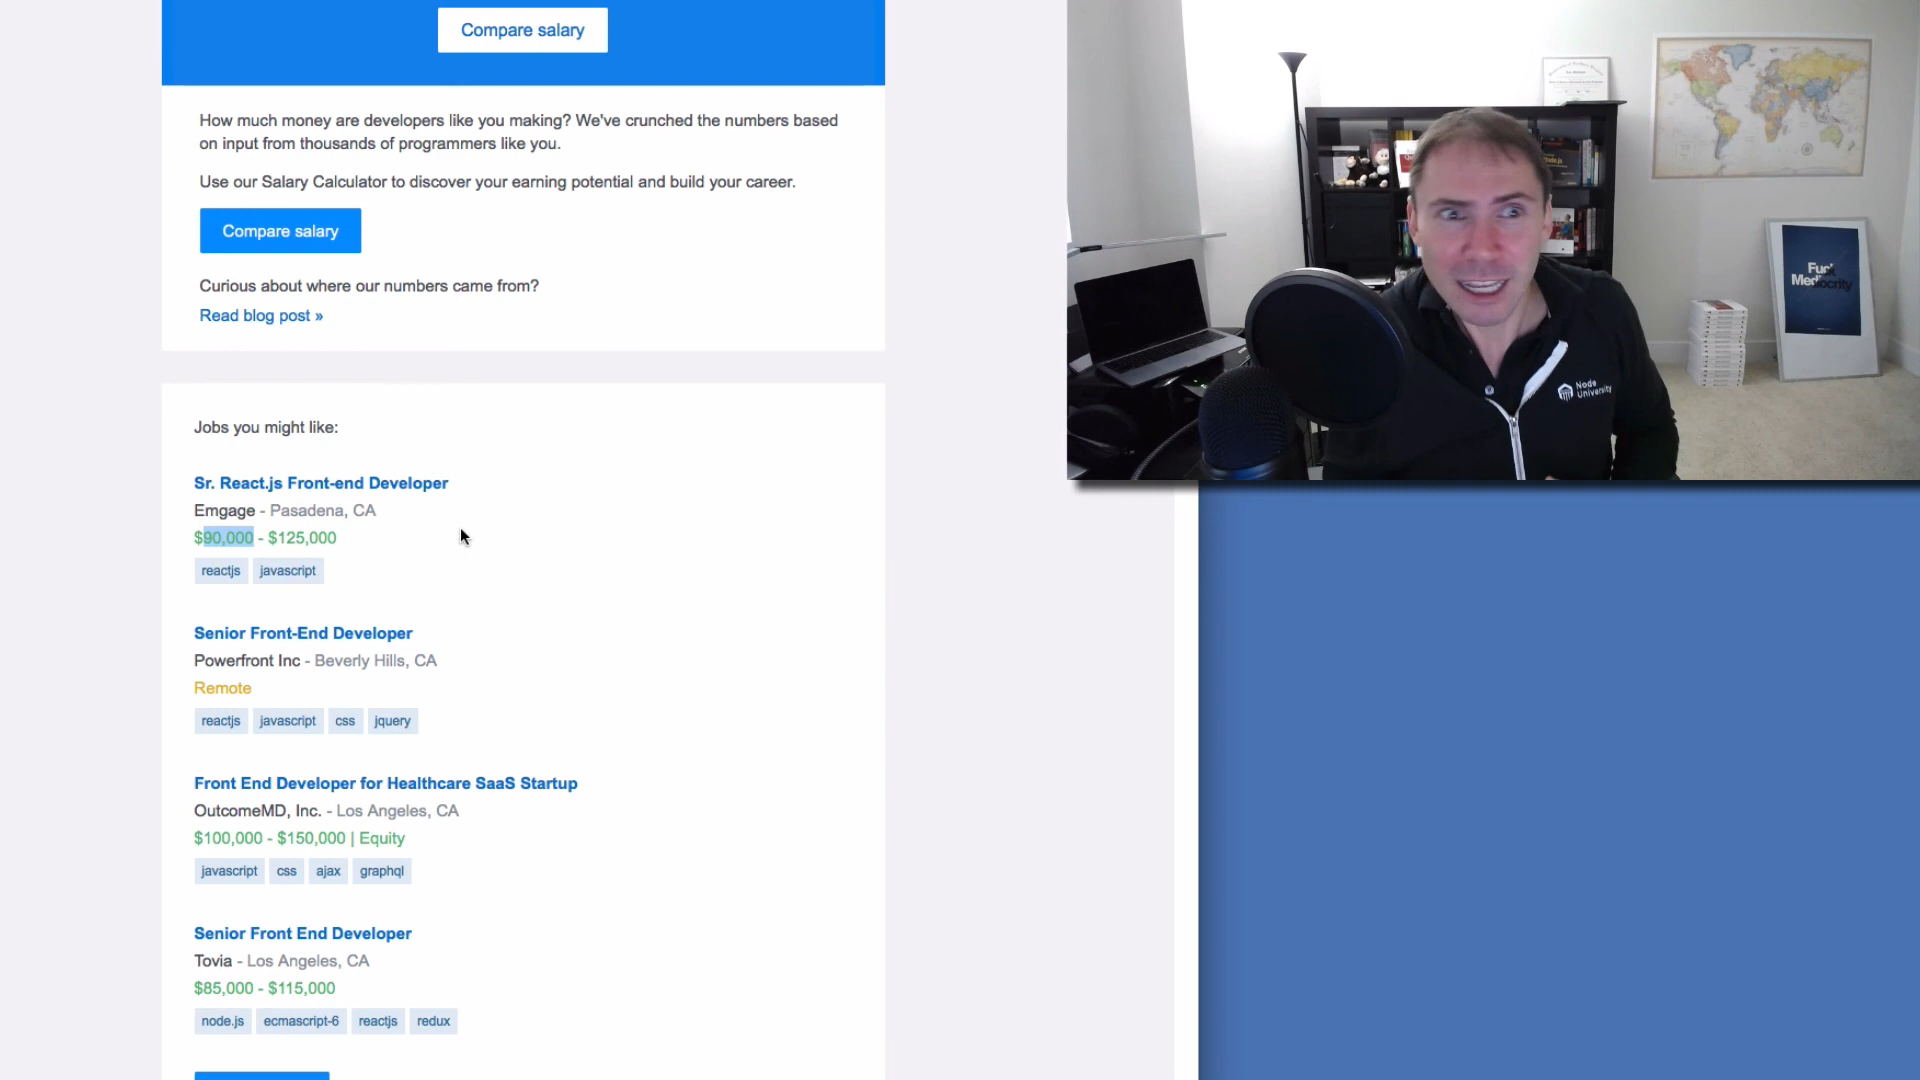 Compare salary
How much money are developers like you making? We've crunched the numbers based
on input from thousands of programmers like you.
Use our Salary Calculator to discover your earning potential and build your career.
Compare salary
Curious about where our numbers came from?
Read blog post »
Jobs you might like:
Sr. React.js Front-end Developer
Emgage - Pasadena, CA
$90,000 - $125,000
reactjs javascript
Senior Front-End Developer
Powerfront Inc - Beverly Hills, CA
Remote
reactjs javascript css jquery
Front End Developer for Healthcare SaaS Startup
OutcomeMD, Inc. - Los Angeles, CA
$100,000 - $150,000 | Equity
javascript css ajax graphql
Senior Front End Developer
Tovia - Los Angeles, CA
$85,000 - $115,000
node.js ecmascript-6 reactjs redux
Fuck
Mediocrity
Node
University